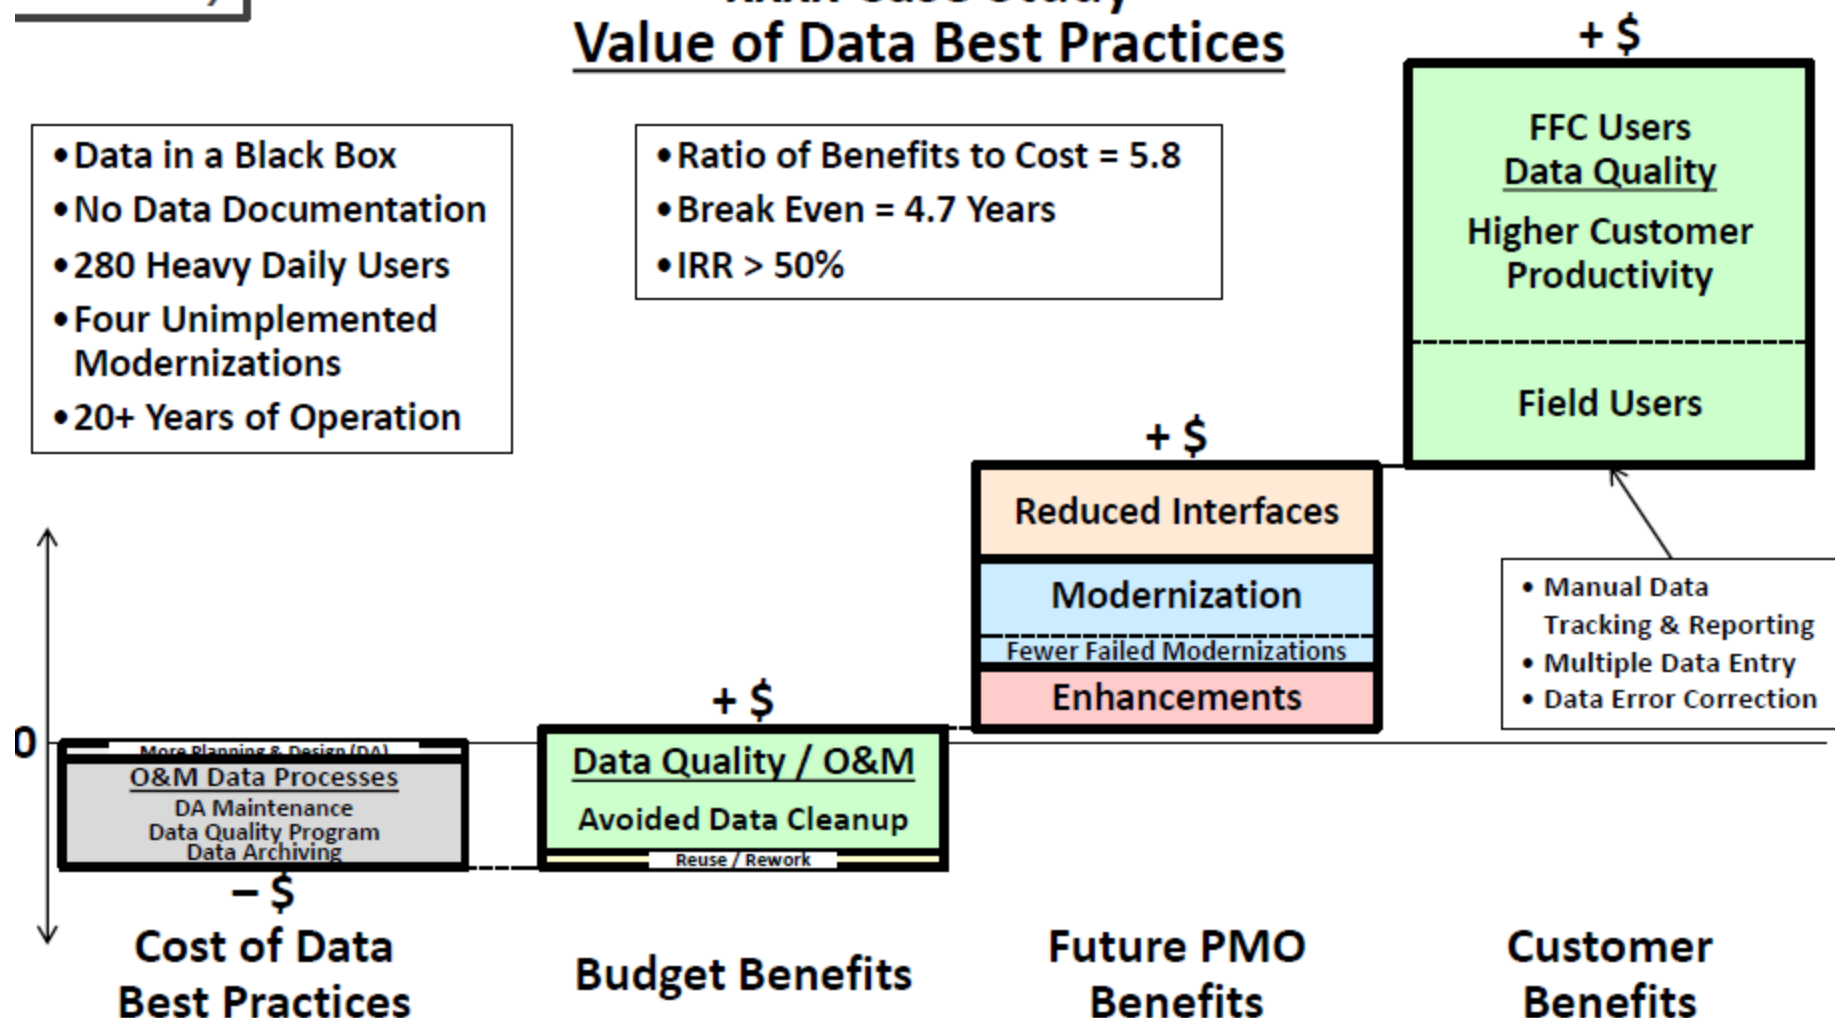 Case Study
Value of Data Best Practices
+ $
•Data in a Black Box
•No Data Documentation
•280 Heavy Daily Users
•Four Unimplemented
Modernizations
•20+ Years of Operation
•Ratio of Benefits to Cost = 5.8
•Break Even = 4.7 Years
•IRR > 50%
FFC Users
Data Quality
Higher Customer
Productivity
Field Users
+ $
Reduced Interfaces
Modernization
Fewer Failed Modernizations
Enhancements
• Manual Data
Tracking & Reporting
• Multiple Data Entry
• Data Error Correction
+ $
0
More Planning & Design (DA)
O&M Data Processes
DA Maintenance
Data Quality Program
Data Archiving
– $
Data Quality / O&M
Avoided Data Cleanup
Reuse / Rework
Cost of Data
Best Practices
Budget Benefits
Future PMO
Benefits
Customer
Benefits